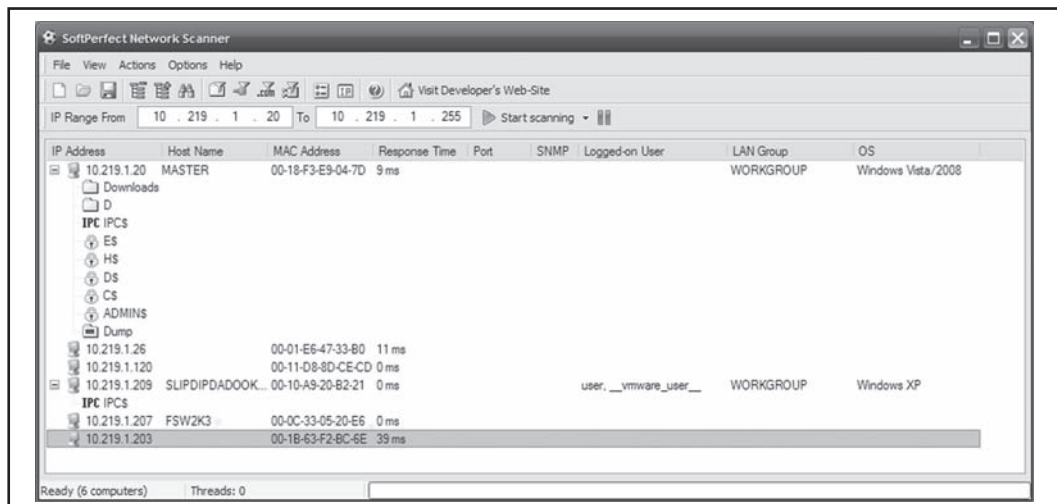 SoftPerfect Network Scanner
File View Actions Options Help
Visit Developer's Web-Site
IP Range From 10 . 219 . 1 . 20 To 10 . 219 . 1 . 255 Start scanning
IP Address Host Name MAC Address Response Time Port SNMP Logged-on User LAN Group OS
10.219.1.20 MASTER 00-18-F3-E9-04-7D 9 ms WORKGROUP Windows Vista/2008
Downloads
D
IPC IPC$
E$
H$
D$
C$
ADMIN$
Dump
10.219.1.26 00-01-E6-47-33-B0 11 ms
10.219.1.120 00-11-D8-8D-CE-CD 0 ms
10.219.1.209 SLIPDIPDADOOK... 00-10-A9-20-B2-21 0 ms user, __vmware_user__ WORKGROUP Windows XP
IPC IPC$
10.219.1.207 FSW2K3 00-0C-33-05-20-E6 0 ms
10.219.1.203 00-1B-63-F2-BC-6E 39 ms
Ready (6 computers) Threads: 0